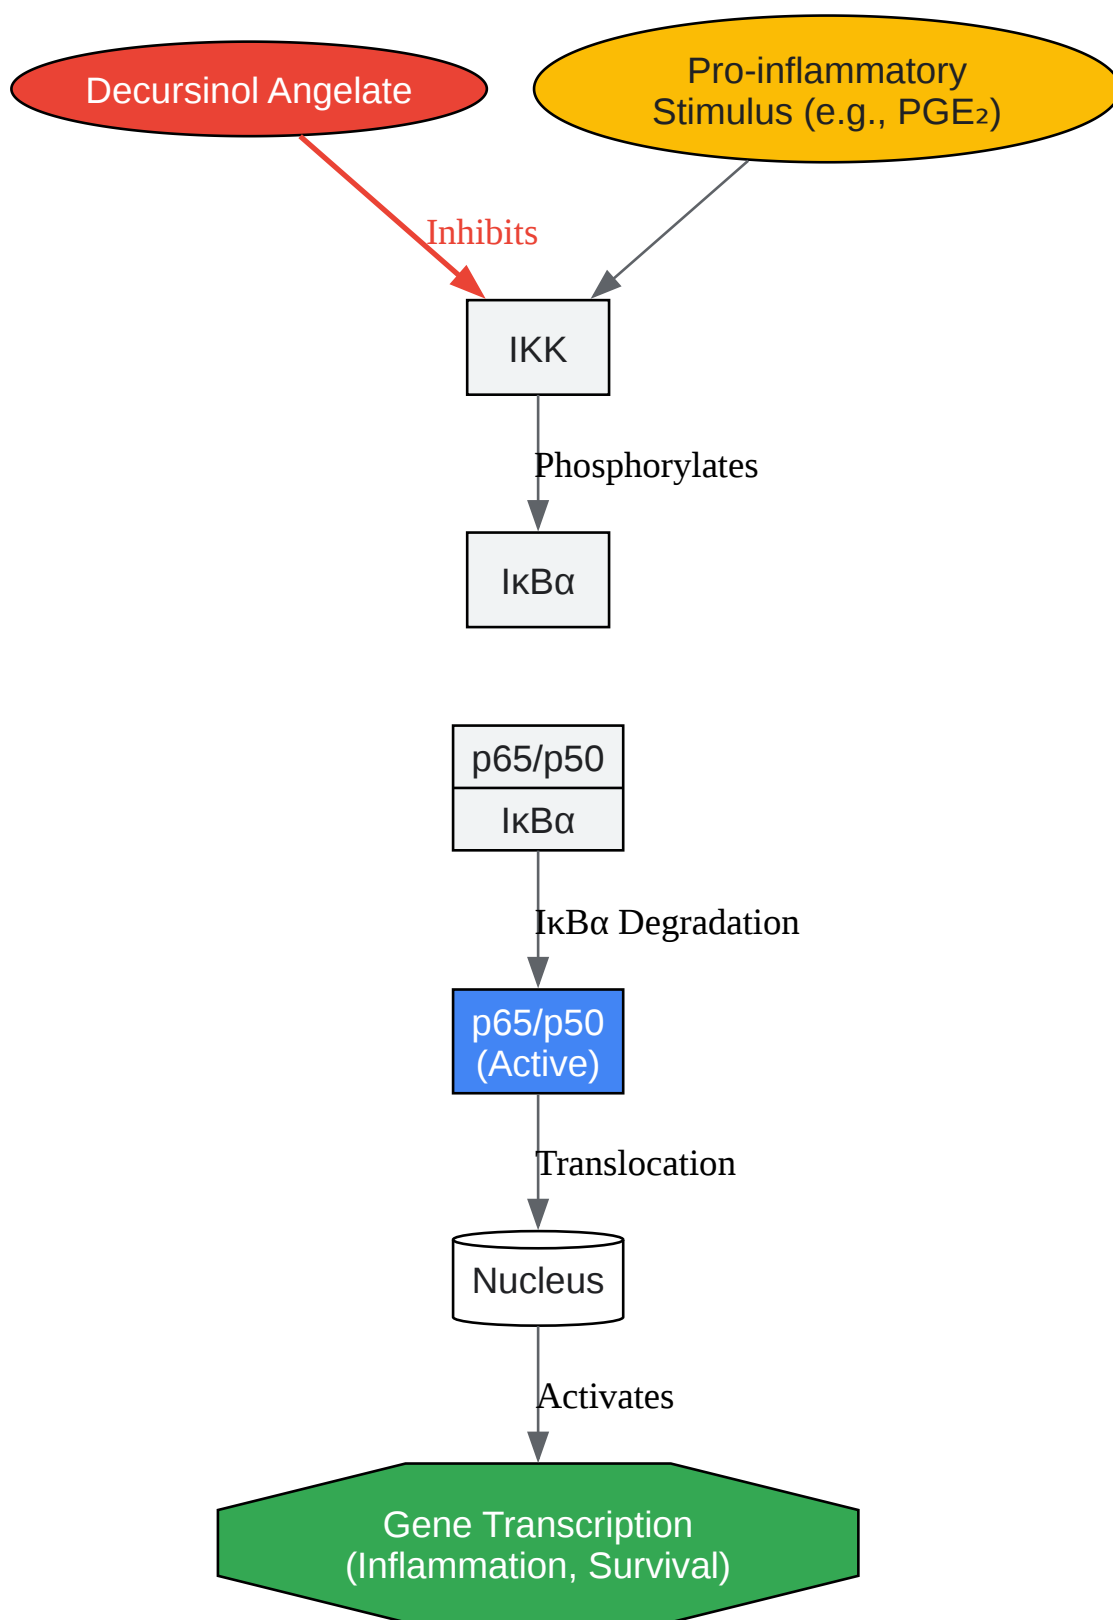 Decursinol Angelate
Pro-inflammatory
Stimulus (e.g., PGE₂)
Inhibits
IKK
Phosphorylates
IκBα
p65/p50
IκBα
IκBα Degradation
p65/p50
(Active)
Translocation
Nucleus
Activates
Gene Transcription
(Inflammation, Survival)